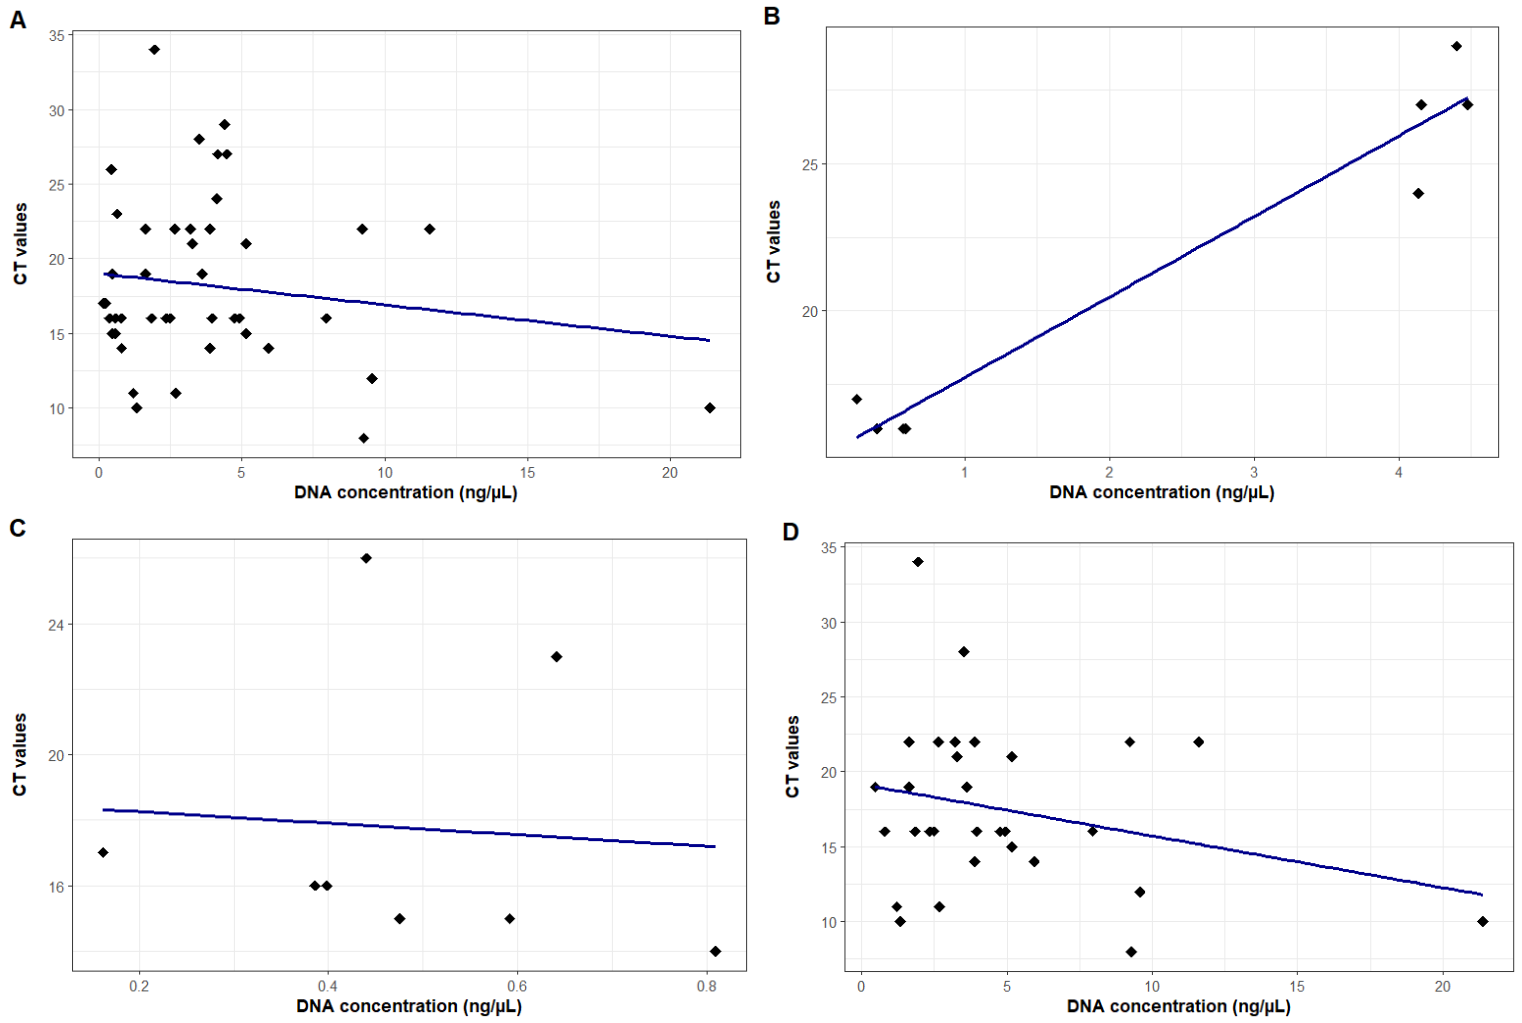 A
35
30
25
20
15
10
0
5
10
15
20
CT values
DNA concentration (ng/µL)
B
25
20
1
2
3
4
CT values
DNA concentration (ng/µL)
C
24
20
16
0.2
0.4
0.6
0.8
CT values
DNA concentration (ng/µL)
D
35
30
25
20
15
10
0
5
10
15
20
CT values
DNA concentration (ng/µL)